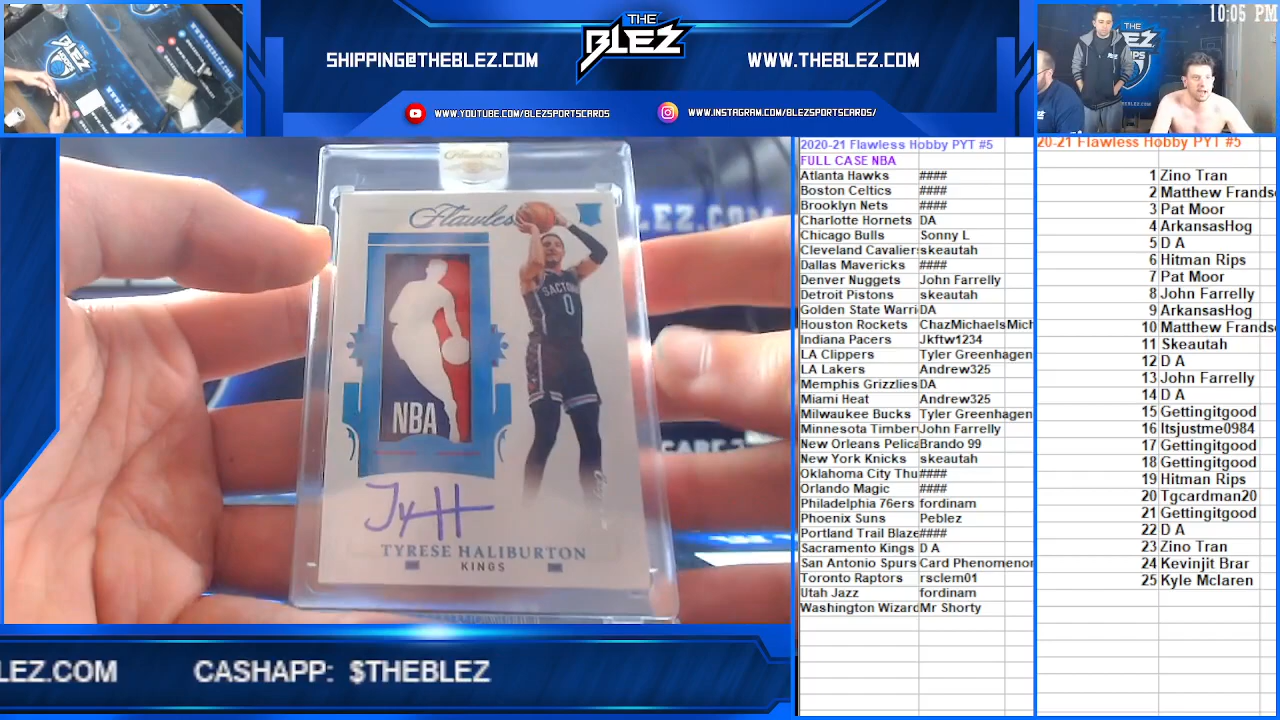 10:05 PM
THE
BLEZ
SHIPPING@THEBLEZ.COM
WWW.THEBLEZ.COM
WWW.YOUTUBE.COM/BLEZSPORTSCARDS
WWW.INSTAGRAM.COM/BLEZSPORTSCARDS/
Flawless
SACTOWN
0
NBA
TYRESE HALIBURTON
KINGS
LEZ.COM CASHAPP: $THEBLEZ
2020-21 Flawless Hobby PYT #5
FULL CASE NBA
Atlanta Hawks ####
Boston Celtics ####
Brooklyn Nets ####
Charlotte Hornets DA
Chicago Bulls Sonny L
Cleveland Cavalier skeautah
Dallas Mavericks ####
Denver Nuggets John Farrelly
Detroit Pistons skeautah
Golden State Warri DA
Houston Rockets ChazMichaelsMich
Indiana Pacers Jkftw1234
LA Clippers Tyler Greenhagen
LA Lakers Andrew325
Memphis Grizzlies DA
Miami Heat Andrew325
Milwaukee Bucks Tyler Greenhagen
Minnesota Timber John Farrelly
New Orleans Pelica Brando 99
New York Knicks skeautah
Oklahoma City Thu ####
Orlando Magic ####
Philadelphia 76ers fordinam
Phoenix Suns Peblez
Portland Trail Blaze ####
Sacramento Kings D A
San Antonio Spurs Card Phenomenon
Toronto Raptors rsclem01
Utah Jazz fordinam
Washington Wizard Mr Shorty
20-21 Flawless Hobby PYT #5
1 Zino Tran
2 Matthew Frands
3 Pat Moor
4 ArkansasHog
5 D A
6 Hitman Rips
7 Pat Moor
8 John Farrelly
9 ArkansasHog
10 Matthew Frands
11 Skeautah
12 D A
13 John Farrelly
14 D A
15 Gettingitgood
16 Itsjustme0984
17 Gettingitgood
18 Gettingitgood
19 Hitman Rips
20 Tgcardman20
21 Gettingitgood
22 D A
23 Zino Tran
24 Kevinjit Brar
25 Kyle Mclaren